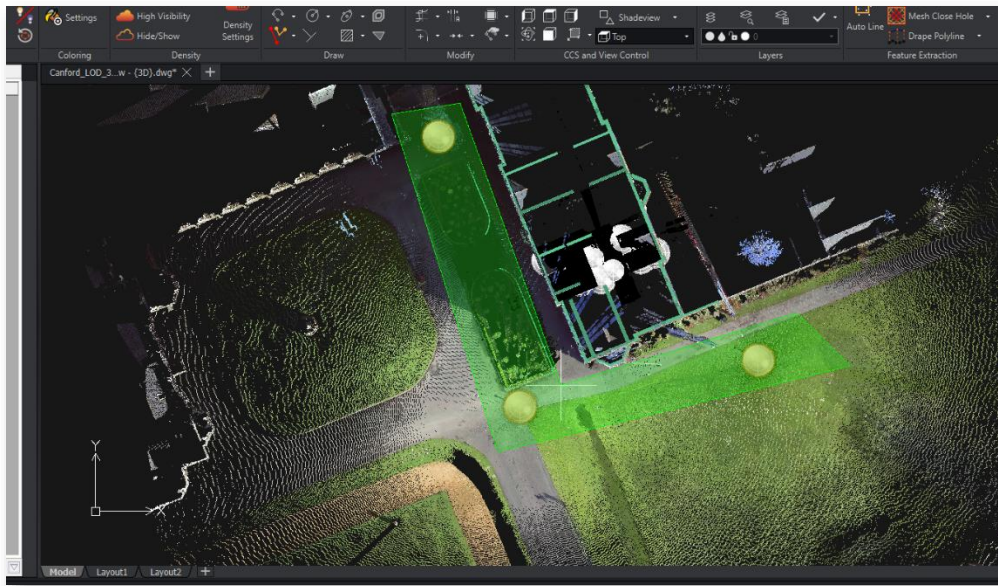 Settings
High Visibility
Hide/Show
Density
Settings
Shadeview
Top
0
Auto Line
Mesh Close Hole
Drape Polyline
Coloring
Density
Draw
Modify
CCS and View Control
Layers
Feature Extraction
Canford_LOD_3...w - {3D}.dwg*
Y
X
Model
Layout1
Layout2